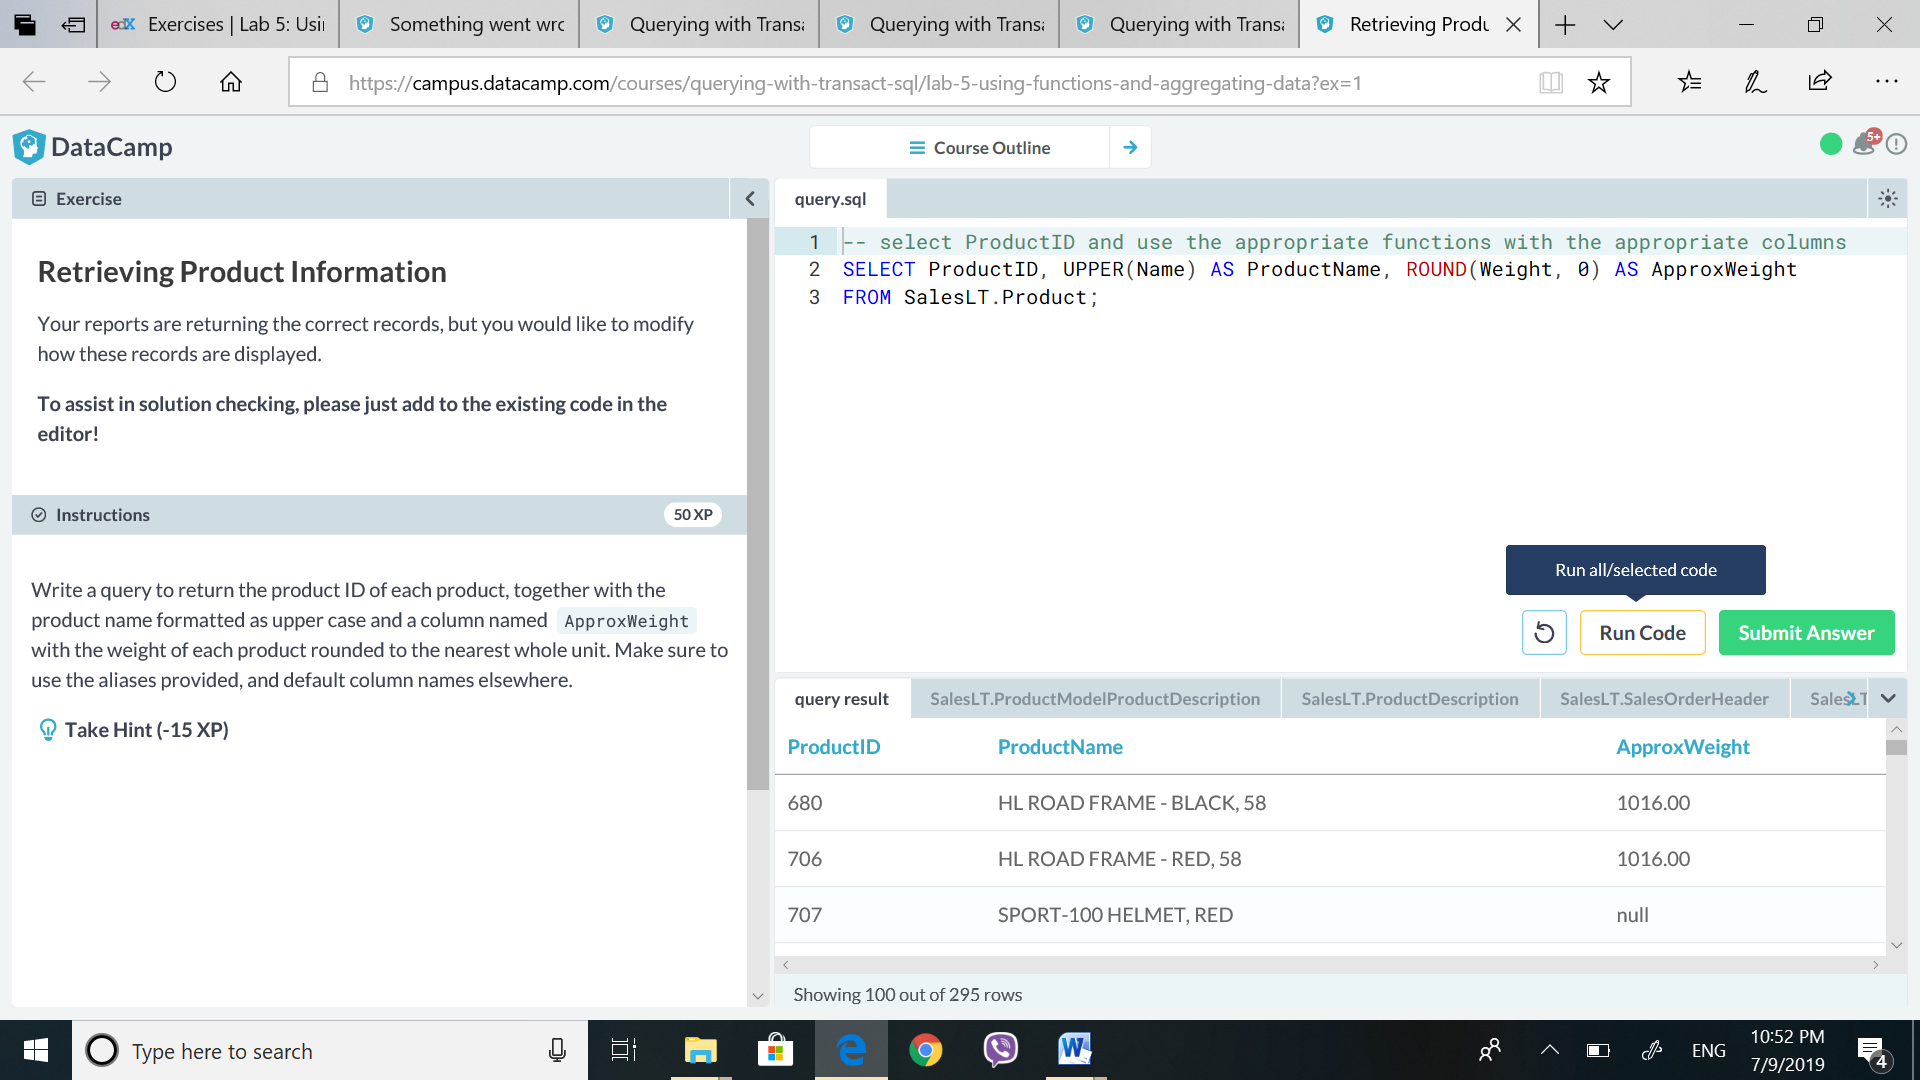 edX Exercises | Lab 5: Usin
Something went wro
Querying with Transa
Querying with Transa
Querying with Transa
Retrieving Produ
https://campus.datacamp.com/courses/querying-with-transact-sql/lab-5-using-functions-and-aggregating-data?ex=1
DataCamp
Course Outline
5+
Exercise
query.sql
Retrieving Product Information
Your reports are returning the correct records, but you would like to modify
how these records are displayed.
To assist in solution checking, please just add to the existing code in the
editor!
Instructions
50 XP
Write a query to return the product ID of each product, together with the
product name formatted as upper case and a column named ApproxWeight
with the weight of each product rounded to the nearest whole unit. Make sure to
use the aliases provided, and default column names elsewhere.
Take Hint (-15 XP)
1 -- select ProductID and use the appropriate functions with the appropriate columns
2 SELECT ProductID, UPPER(Name) AS ProductName, ROUND(Weight, 0) AS ApproxWeight
3 FROM SalesLT.Product;
Run all/selected code
Run Code
Submit Answer
query result
SalesLT.ProductModelProductDescription
SalesLT.ProductDescription
SalesLT.SalesOrderHeader
SalesLT
ProductID ProductName ApproxWeight
680 HL ROAD FRAME - BLACK, 58 1016.00
706 HL ROAD FRAME - RED, 58 1016.00
707 SPORT-100 HELMET, RED null
Showing 100 out of 295 rows
Type here to search
ENG
10:52 PM
7/9/2019
4